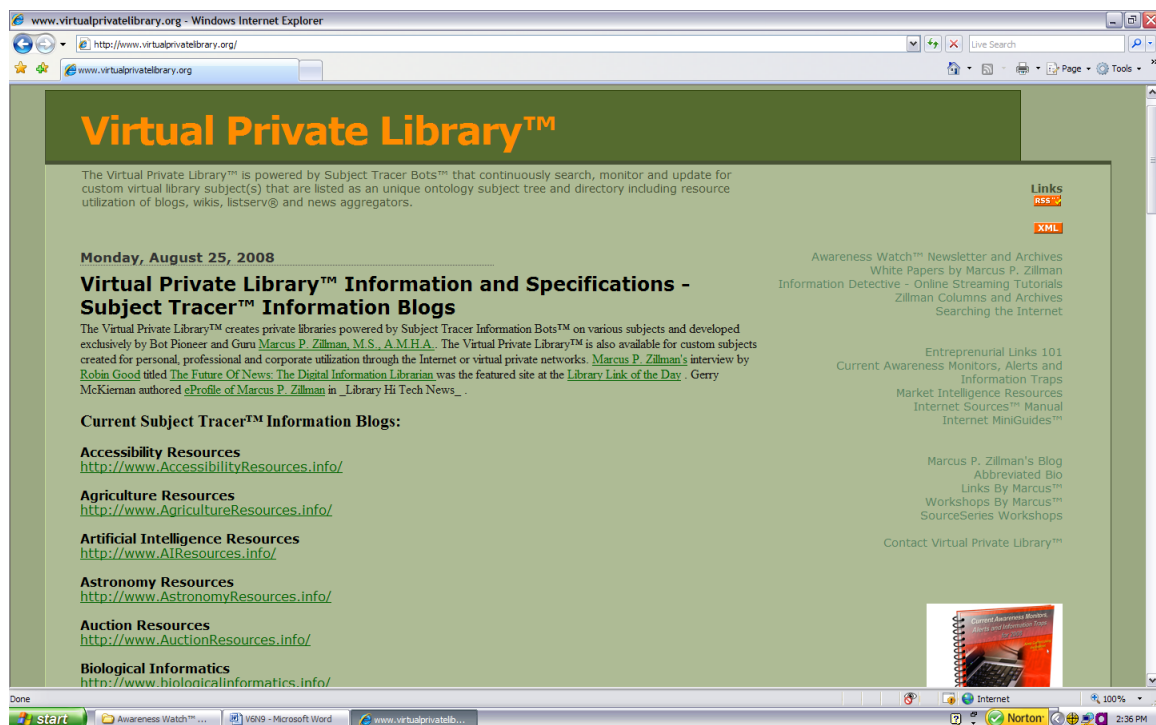 www.virtualprivatelibrary.org - Windows Internet Explorer
http://www.virtualprivatelibrary.org/
Live Search
www.virtualprivatelibrary.org
Page
Tools
Virtual Private Library™
The Virtual Private Library™ is powered by Subject Tracer Bots™ that continuously search, monitor and update for
custom virtual library subject(s) that are listed as an unique ontology subject tree and directory including resource
utilization of blogs, wikis, listserv® and news aggregators.
Monday, August 25, 2008
Virtual Private Library™ Information and Specifications -
Subject Tracer™ Information Blogs
The Virtual Private Library™ creates private libraries powered by Subject Tracer Information Bots™ on various subjects and developed
exclusively by Bot Pioneer and Guru Marcus P. Zillman, M.S., A.M.H.A.. The Virtual Private Library™ is also available for custom subjects
created for personal, professional and corporate utilization through the Internet or virtual private networks. Marcus P. Zillman's interview by
Robin Good titled The Future Of News: The Digital Information Librarian was the featured site at the Library Link of the Day . Gerry
McKiernan authored eProfile of Marcus P. Zillman in _Library Hi Tech News_ .
Current Subject Tracer™ Information Blogs:
Accessibility Resources
http://www.AccessibilityResources.info/
Agriculture Resources
http://www.AgricultureResources.info/
Artificial Intelligence Resources
http://www.AIResources.info/
Astronomy Resources
http://www.AstronomyResources.info/
Auction Resources
http://www.AuctionResources.info/
Biological Informatics
http://www.biologicalinformatics.info/
Links
RSS
XML
Awareness Watch™ Newsletter and Archives
White Papers by Marcus P. Zillman
Information Detective - Online Streaming Tutorials
Zillman Columns and Archives
Searching the Internet
Entreprenurial Links 101
Current Awareness Monitors, Alerts and
Information Traps
Market Intelligence Resources
Internet Sources™ Manual
Internet MiniGuides™
Marcus P. Zillman's Blog
Abbreviated Bio
Links By Marcus™
Workshops By Marcus™
SourceSeries Workshops
Contact Virtual Private Library™
Current Awareness Monitors,
Alerts and Information Traps
Done
Internet
100%
start
Awareness Watch™ ...
V6N9 - Microsoft Word
www.virtualprivatelib...
Norton
2:36 PM